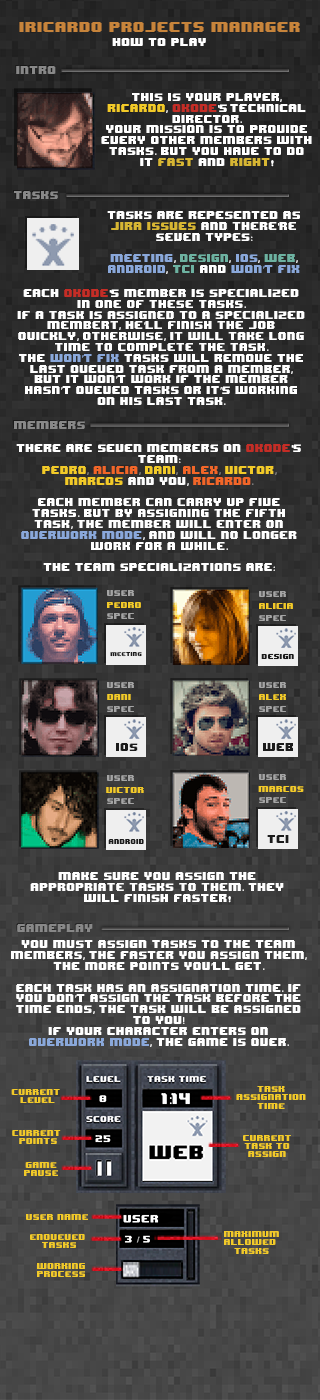 IRICARDO PROJECTS MANAGER
HOW TO PLAY
INTRO
THIS IS YOUR PLAYER,
RICARDO, OKODE'S TECHNICAL
DIRECTOR.
YOUR MISSION IS TO PROVIDE
EVERY OTHER MEMBERS WITH
TASKS. BUT YOU HAVE TO DO
IT FAST AND RIGHT!
TASKS
TASKS ARE REPESENTED AS
JIRA ISSUES AND THERE'RE
SEVEN TYPES:
MEETING, DESIGN, IOS, WEB,
ANDROID, TCI AND WON'T FIX
EACH OKODE'S MEMBER IS SPECIALIZED
IN ONE OF THESE TASKS.
IF A TASK IS ASSIGNED TO A SPECIALIZED
MEMBERT, HE'LL FINISH THE JOB
QUICKLY, OTHERWISE, IT WILL TAKE LONG
TIME TO COMPLETE THE TASK.
THE WON'T FIX TASKS WILL REMOVE THE
LAST QUEUED TASK FROM A MEMBER,
BUT IT WON'T WORK IF THE MEMBER
HASN'T QUEUED TASKS OR IT'S WORKING
ON HIS LAST TASK.
MEMBERS
THERE ARE SEVEN MEMBERS ON OKODE'S
TEAM:
PEDRO, ALICIA, DANI, ALEX, VICTOR,
MARCOS AND YOU, RICARDO.
EACH MEMBER CAN CARRY UP FIVE
TASKS. BUT BY ASSIGNING THE FIFTH
TASK, THE MEMBER WILL ENTER ON
OVERWORK MODE, AND WILL NO LONGER
WORK FOR A WHILE.
THE TEAM SPECIALIZATIONS ARE:
USER
PEDRO
SPEC
MEETING
USER
ALICIA
SPEC
DESIGN
USER
DANI
SPEC
IOS
USER
ALEX
SPEC
WEB
USER
VICTOR
SPEC
ANDROID
USER
MARCOS
SPEC
TCI
MAKE SURE YOU ASSIGN THE
APPROPRIATE TASKS TO THEM. THEY
WILL FINISH FASTER!
GAMEPLAY
YOU MUST ASSIGN TASKS TO THE TEAM
MEMBERS, THE FASTER YOU ASSIGN THEM,
THE MORE POINTS YOU'LL GET.
EACH TASK HAS AN ASSIGNATION TIME. IF
YOU DON'T ASSIGN THE TASK BEFORE THE
TIME ENDS, THE TASK WILL BE ASSIGNED
TO YOU!
IF YOUR CHARACTER ENTERS ON
OVERWORK MODE, THE GAME IS OVER.
LEVEL
TASK TIME
CURRENT
LEVEL
8
1:14
TASK
ASSIGNATION
TIME
SCORE
CURRENT
POINTS
25
WEB
CURRENT
TASK TO
ASSIGN
GAME
PAUSE
USER NAME
USER
ENQUEUED
TASKS
3 / 5
MAXIMUM
ALLOWED
TASKS
WORKING
PROCESS